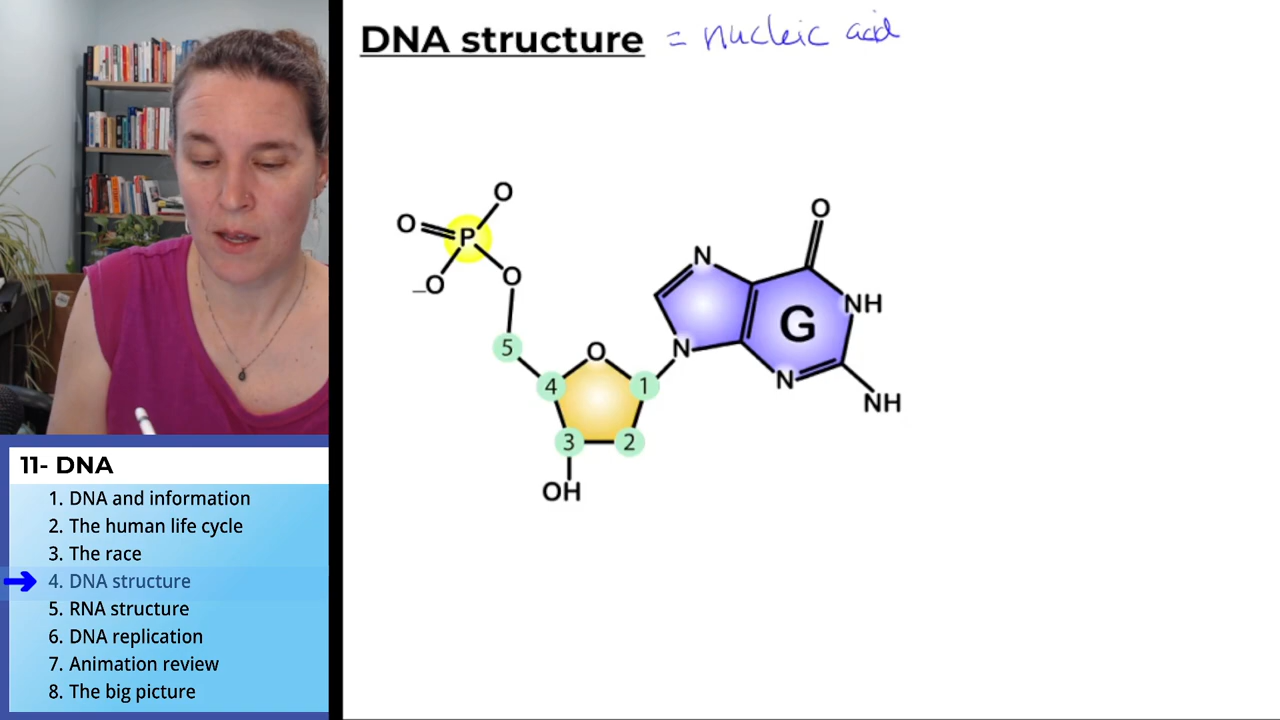 DNA structure = nucleic acid
O
O P
_O O
5
4 O 1
3 2
OH
N O
G NH
N N
NH
11- DNA
1. DNA and information
2. The human life cycle
3. The race
4. DNA structure
5. RNA structure
6. DNA replication
7. Animation review
8. The big picture